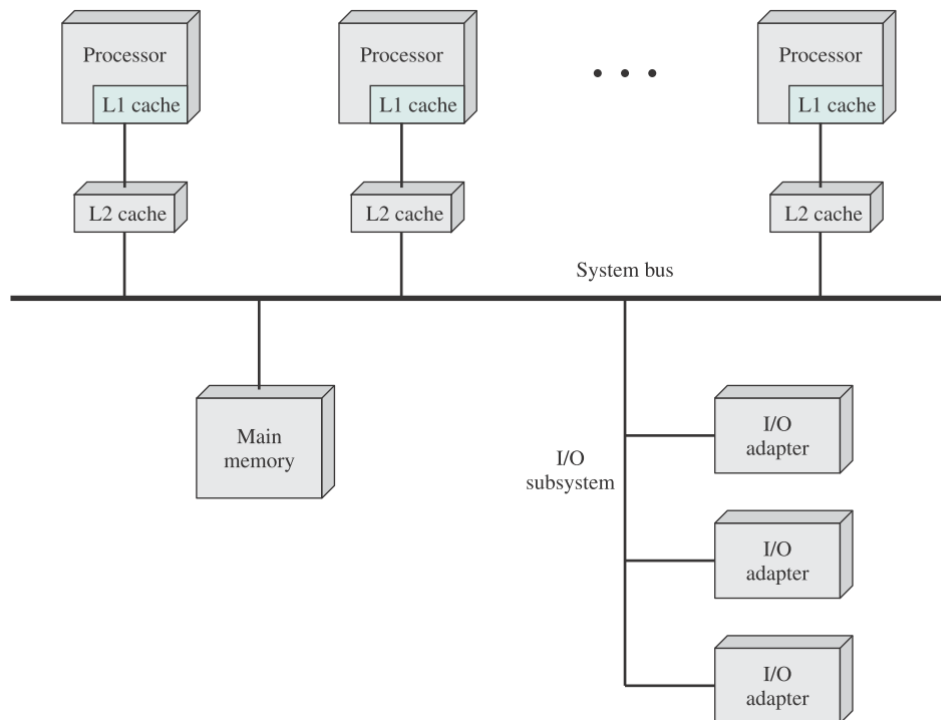 Processor
L1 cache
Processor
L1 cache
• • •
Processor
L1 cache
L2 cache
L2 cache
L2 cache
System bus
Main
memory
I/O
subsystem
I/O
adapter
I/O
adapter
I/O
adapter